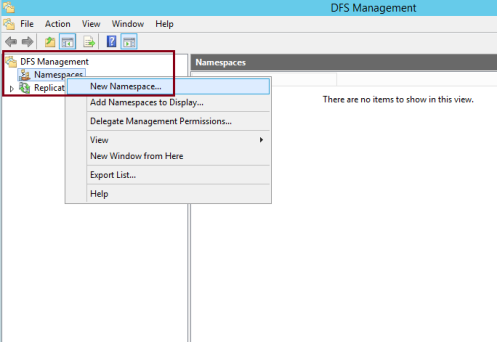 DFS Management
File Action View Window Help
DFS Management
Namespaces
Replicat
Namespaces
There are no items to show in this view.
New Namespace...
Add Namespaces to Display...
Delegate Management Permissions...
View
New Window from Here
Export List...
Help